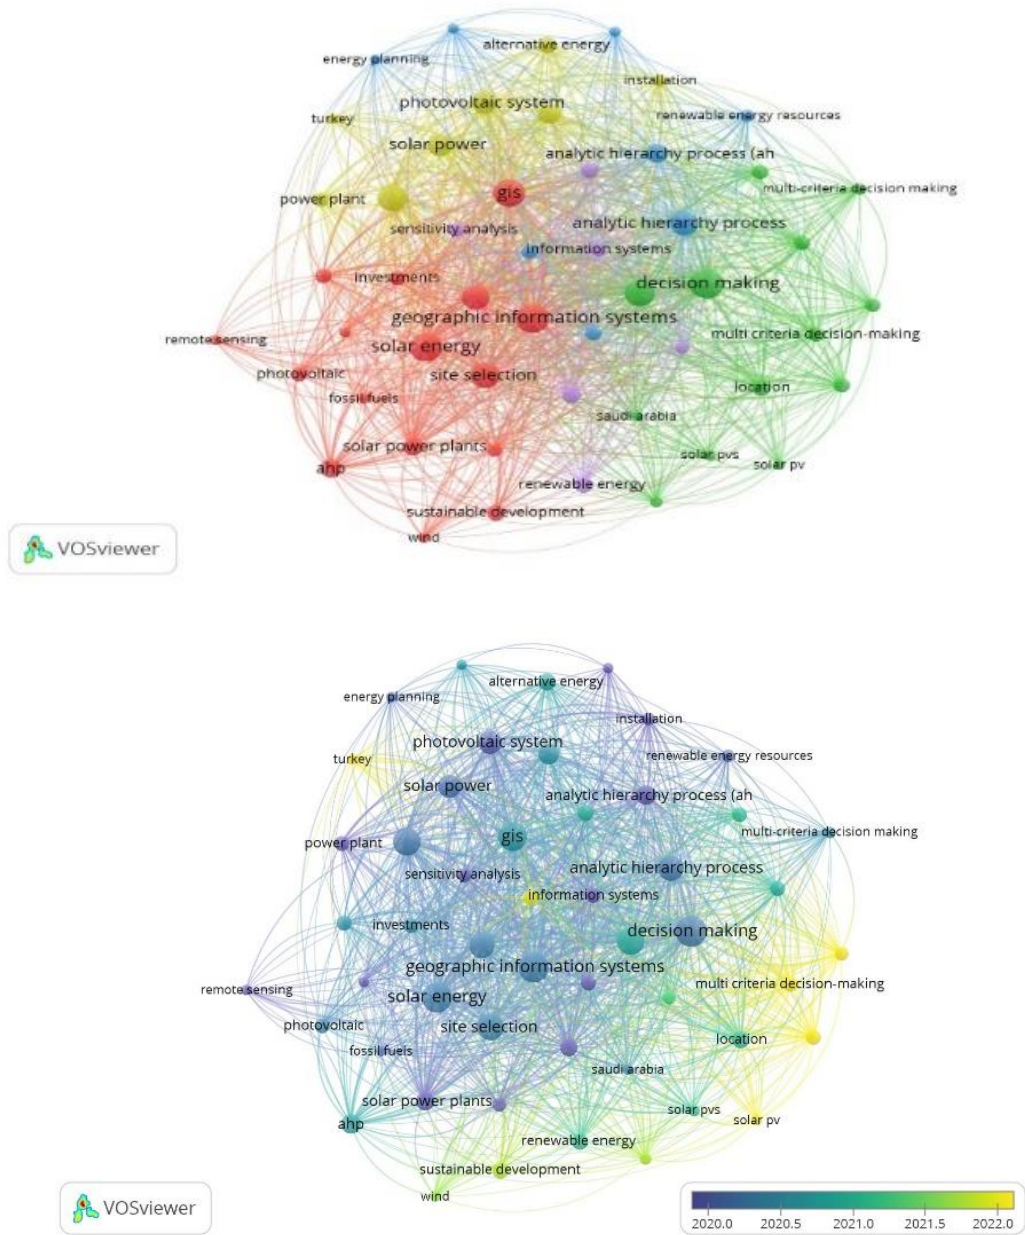 alternative energy
energy planning
installation
photovoltaic system
renewable energy resources
turkey
solar power
analytic hierarchy process (ah
multi-criteria decision making
gis
power plant
analytic hierarchy process
sensitivity analysis
information systems
investments
decision making
geographic information systems
multi criteria decision-making
remote sensing
solar energy
photovoltaic
site selection
location
fossil fuels
saudi arabia
solar power plants
solar pvs
solar pv
ahp
renewable energy
sustainable development
wind
VOSviewer
alternative energy
energy planning
installation
photovoltaic system
renewable energy resources
turkey
solar power
analytic hierarchy process (ah
multi-criteria decision making
gis
power plant
analytic hierarchy process
sensitivity analysis
information systems
investments
decision making
geographic information systems
multi criteria decision-making
remote sensing
solar energy
photovoltaic
site selection
location
fossil fuels
saudi arabia
solar power plants
solar pvs
solar pv
ahp
renewable energy
sustainable development
wind
VOSviewer
2020.0 2020.5 2021.0 2021.5 2022.0